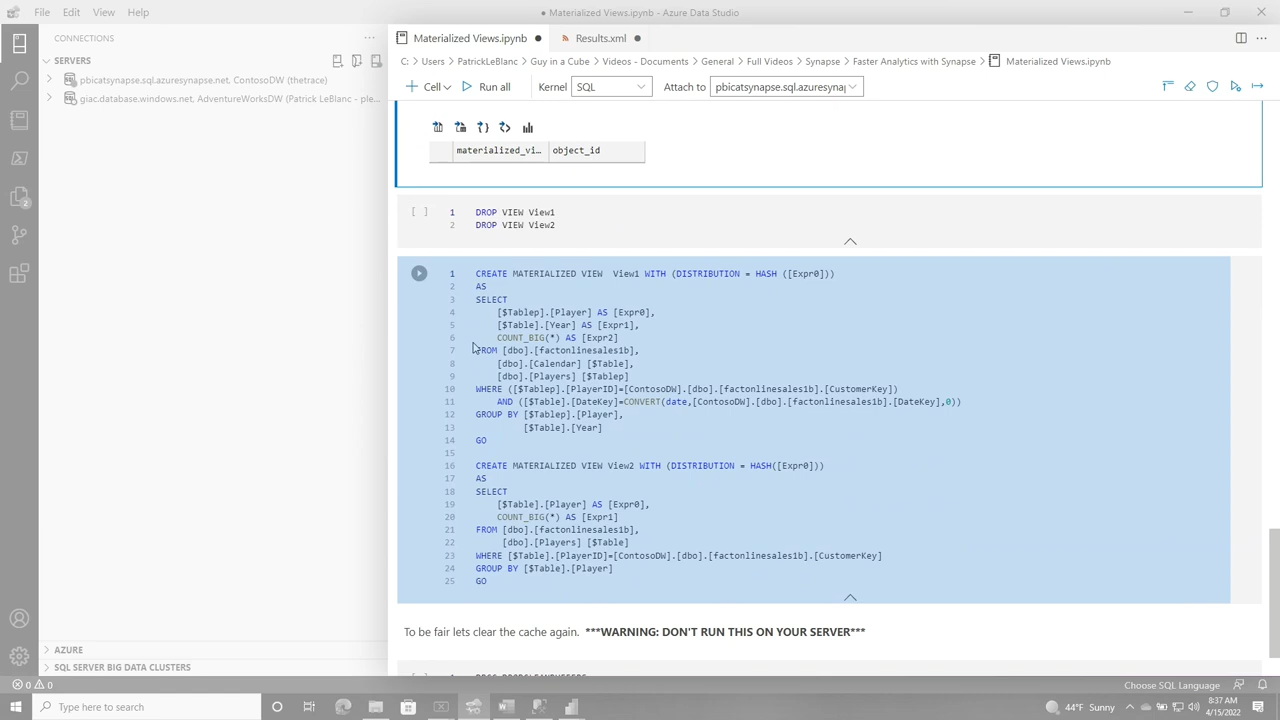 File Edit View Help
● Materialized Views.ipynb - Azure Data Studio
CONNECTIONS
Materialized Views.ipynb ●
Results.xml ●
SERVERS
C: > Users > PatrickLeBlanc > Guy in a Cube > Videos - Documents > General > Full Videos > Synapse > Faster Analytics with Synapse > Materialized Views.ipynb
pbicatsynapse.sql.azuresynapse.net, ContosoDW (thetrace)
giac.database.windows.net, AdventureWorksDW (Patrick LeBlanc - ple...
+ Cell Run all Kernel SQL Attach to pbicatsynapse.sql.azuresynap
materialized_vi... object_id
[ ] 1 DROP VIEW View1
2 DROP VIEW View2
1 CREATE MATERIALIZED VIEW View1 WITH (DISTRIBUTION = HASH ([Expr0]))
2 AS
3 SELECT
4 [$Tablep].[Player] AS [Expr0],
5 [$Table].[Year] AS [Expr1],
6 COUNT_BIG(*) AS [Expr2]
7 FROM [dbo].[factonlinesales1b],
8 [dbo].[Calendar] [$Table],
9 [dbo].[Players] [$Tablep]
10 WHERE ([$Tablep].[PlayerID]=[ContosoDW].[dbo].[factonlinesales1b].[CustomerKey])
11 AND ([$Table].[DateKey]=CONVERT(date,[ContosoDW].[dbo].[factonlinesales1b].[DateKey],0))
12 GROUP BY [$Tablep].[Player],
13 [$Table].[Year]
14 GO
15
16 CREATE MATERIALIZED VIEW View2 WITH (DISTRIBUTION = HASH([Expr0]))
17 AS
18 SELECT
19 [$Table].[Player] AS [Expr0],
20 COUNT_BIG(*) AS [Expr1]
21 FROM [dbo].[factonlinesales1b],
22 [dbo].[Players] [$Table]
23 WHERE [$Table].[PlayerID]=[ContosoDW].[dbo].[factonlinesales1b].[CustomerKey]
24 GROUP BY [$Table].[Player]
25 GO
To be fair lets clear the cache again. ***WARNING: DON'T RUN THIS ON YOUR SERVER***
2
AZURE
SQL SERVER BIG DATA CLUSTERS
0 0
Choose SQL Language
Type here to search
44°F Sunny
8:37 AM
4/15/2022